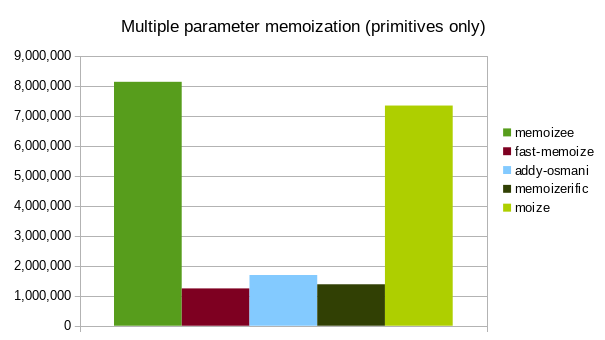 Multiple parameter memoization (primitives only)
9,000,000
8,000,000
7,000,000
6,000,000
5,000,000
4,000,000
3,000,000
2,000,000
1,000,000
0
memoizee
fast-memoize
addy-osmani
memoizerific
moize